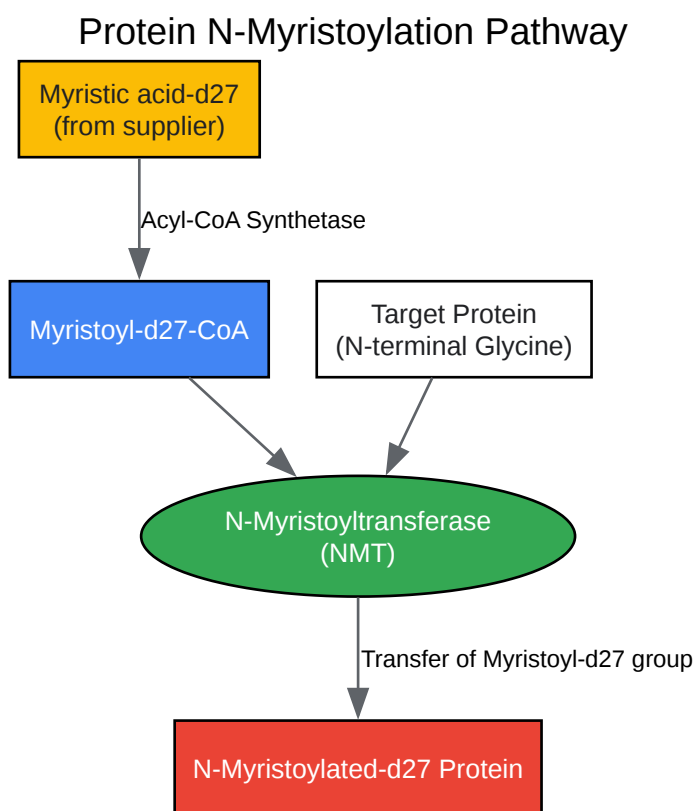 Protein N-Myristoylation Pathway
Myristic acid-d27
(from supplier)
Acyl-CoA Synthetase
Myristoyl-d27-CoA
Target Protein
(N-terminal Glycine)
N-Myristoyltransferase
(NMT)
Transfer of Myristoyl-d27 group
N-Myristoylated-d27 Protein